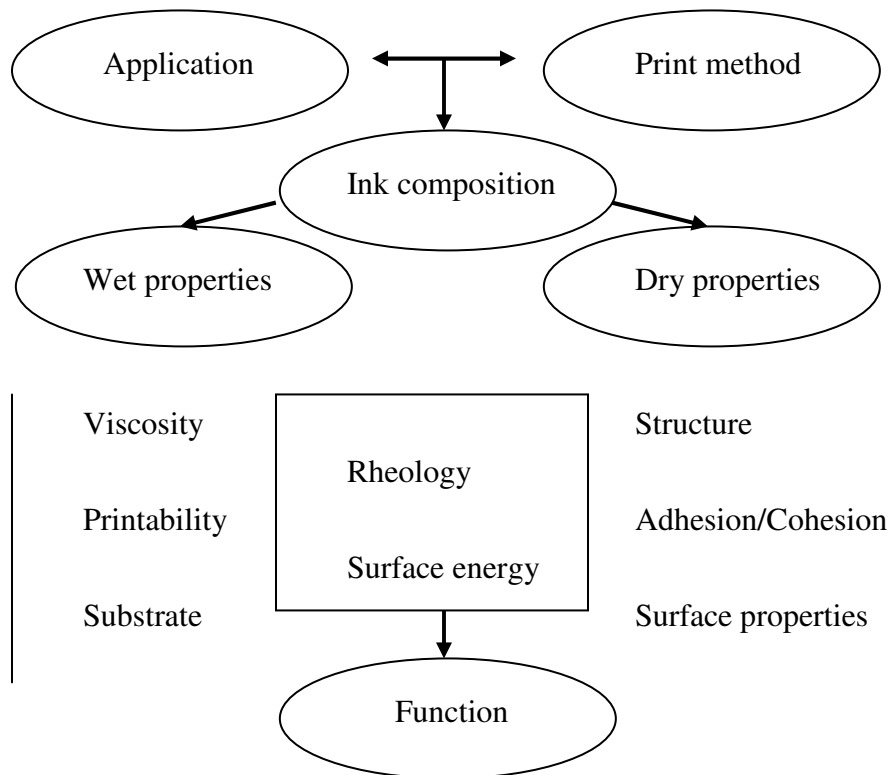 Application
Print method
Ink composition
Wet properties
Dry properties
Viscosity
Structure
Rheology
Printability
Adhesion/Cohesion
Surface energy
Substrate
Surface properties
Function